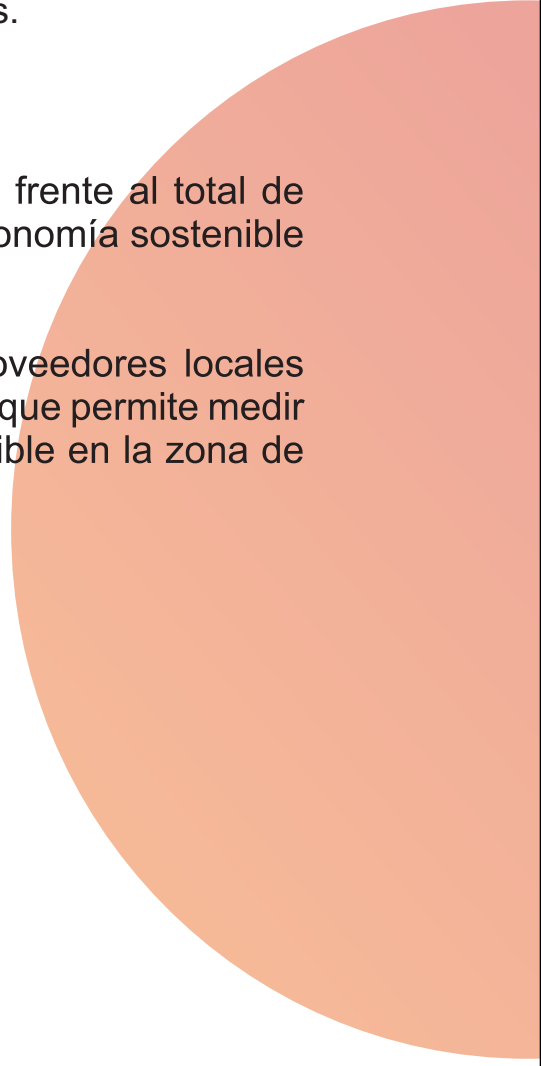 s.
frente al total de
onomía sostenible
oveedores locales
que permite medir
ible en la zona de